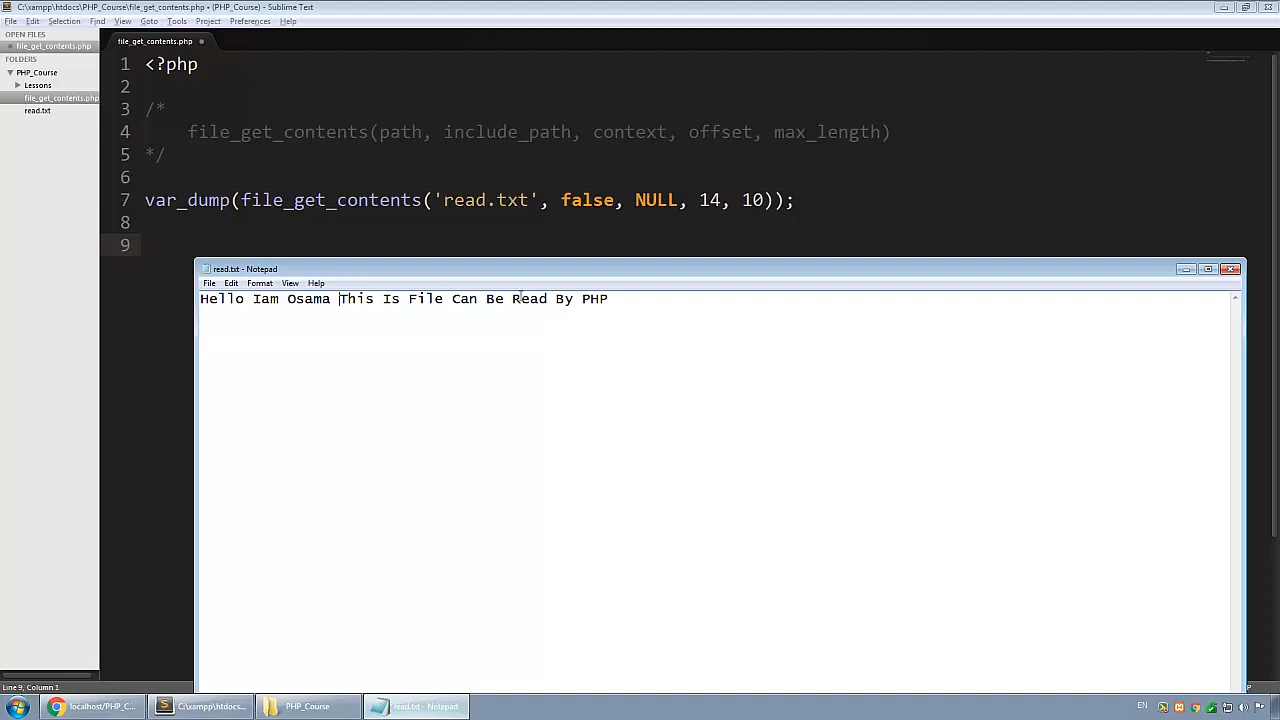 C:\xampp\htdocs\PHP_Course\file_get_contents.php • (PHP_Course) - Sublime Text
File Edit Selection Find View Goto Tools Project Preferences Help
OPEN FILES
file_get_contents.php
FOLDERS
PHP_Course
Lessons
file_get_contents.php
read.txt
file_get_contents.php
1 <?php
2
3 /*
4 file_get_contents(path, include_path, context, offset, max_length)
5 */
6
7 var_dump(file_get_contents('read.txt', false, NULL, 14, 10));
8
9
read.txt - Notepad
File Edit Format View Help
Hello Iam Osama This Is File Can Be Read By PHP
Line 9, Column 1
localhost/PHP_C...
C:\xampp\htdocs...
PHP_Course
read.txt - Notepad
EN